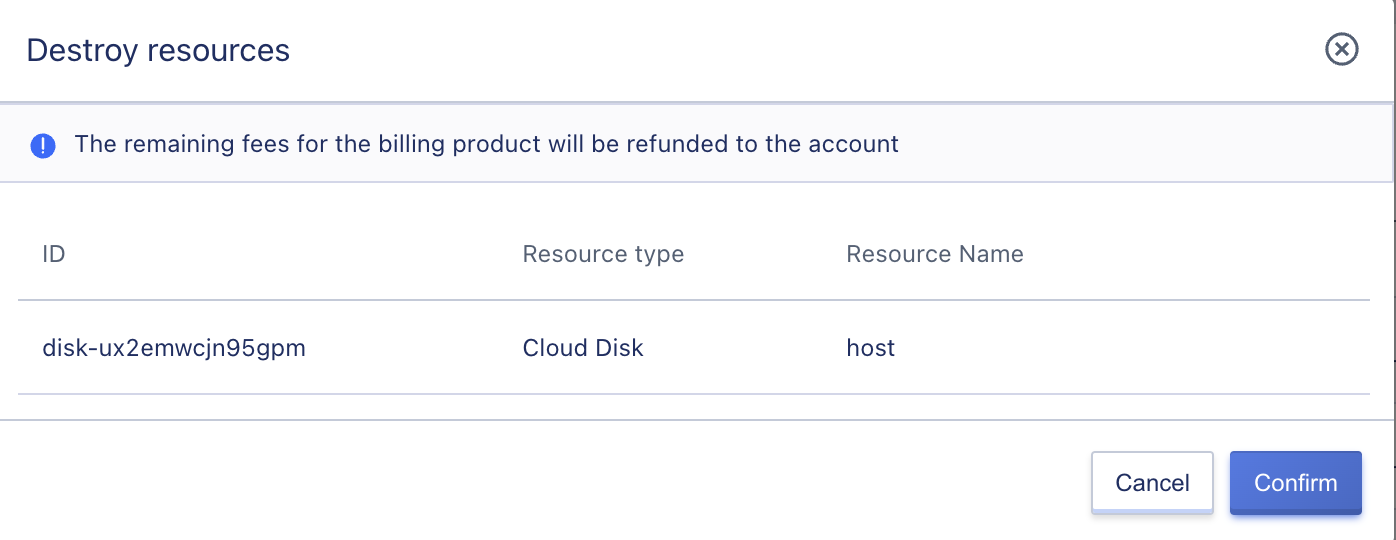 Destroy resources
The remaining fees for the billing product will be refunded to the account
ID Resource type Resource Name
disk-ux2emwcjn95gpm Cloud Disk host
Cancel Confirm